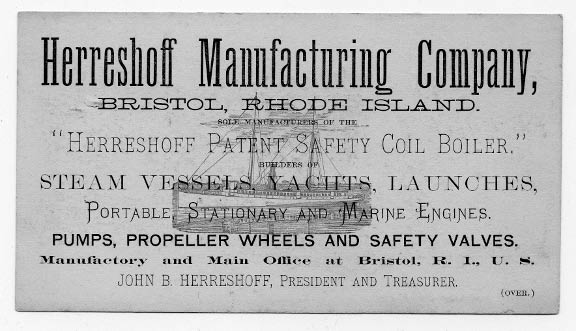 Herreshoff Manufacturing Company,
BRISTOL, RHODE ISLAND.
SOLE MANUFACTURERS OF THE
"HERRESHOFF PATENT SAFETY COIL BOILER."
BUILDERS OF
STEAM VESSELS, YACHTS, LAUNCHES,
PORTABLE, STATIONARY AND MARINE ENGINES.
PUMPS, PROPELLER WHEELS AND SAFETY VALVES.
Manufactory and Main Office at Bristol, R. I., U. S.
JOHN B. HERRESHOFF, PRESIDENT AND TREASURER.
(OVER.)